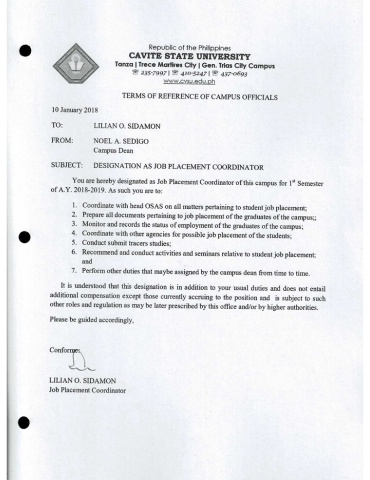 Republic of the Philippines
CAVITE STATE UNIVERSITY
Tanza | Trece Martires City | Gen. Trias City Campus
☏ 235-7997 | ☏ 410-5247 | ☏ 437-0693
www.cvsu.edu.ph
TERMS OF REFERENCE OF CAMPUS OFFICIALS
10 January 2018
TO: LILIAN O. SIDAMON
FROM: NOEL A. SEDIGO
Campus Dean
SUBJECT: DESIGNATION AS JOB PLACEMENT COORDINATOR
You are hereby designated as Job Placement Coordinator of this campus for 1st Semester
of A.Y. 2018-2019. As such you are to:
1. Coordinate with head OSAS on all matters pertaining to student job placement;
2. Prepare all documents pertaining to job placement of the graduates of the campus;;
3. Monitor and records the status of employment of the graduates of the campus;
4. Coordinate with other agencies for possible job placement of the students;
5. Conduct submit tracers studies;
6. Recommend and conduct activities and seminars relative to student job placement;
and
7. Perform other duties that maybe assigned by the campus dean from time to time.
It is understood that this designation is in addition to your usual duties and does not entail
additional compensation except those currently accruing to the position and is subject to such
other roles and regulation as may be later prescribed by this office and/or by higher authorities.
Please be guided accordingly.
Conforme:
LILIAN O. SIDAMON
Job Placement Coordinator